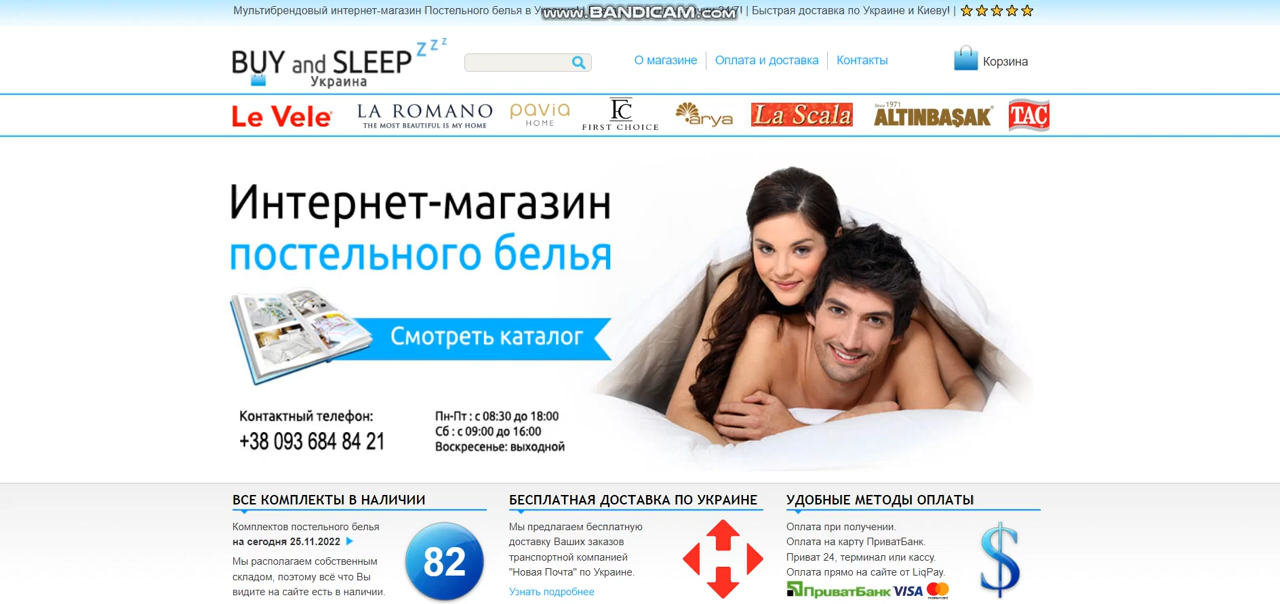 Мультибрендовый интернет-магазин Постельного белья в
www.BANDICAM.com
24/7! | Быстрая доставка по Украине и Киеву! |
BUY and SLEEP z z z
Украина
О магазине
Оплата и доставка
Контакты
Корзина
Le Vele
LA ROMANO
THE MOST BEAUTIFUL IS MY HOME
pavia
HOME
FC
FIRST CHOICE
arya
La Scala
Since 1971
ALTINBAŞAK
TAÇ
Интернет-магазин
постельного белья
Смотреть каталог
Контактный телефон:
+38 093 684 84 21
Пн-Пт : с 08:30 до 18:00
Сб : с 09:00 до 16:00
Воскресенье: выходной
ВСЕ КОМПЛЕКТЫ В НАЛИЧИИ
Комплектов постельного белья
на сегодня 25.11.2022
Мы располагаем собственным
складом, поэтому всё что Вы
видите на сайте есть в наличии.
82
БЕСПЛАТНАЯ ДОСТАВКА ПО УКРАИНЕ
Мы предлагаем бесплатную
доставку Ваших заказов
транспортной компанией
"Новая Почта" по Украине.
Узнать подробнее
УДОБНЫЕ МЕТОДЫ ОПЛАТЫ
Оплата при получении.
Оплата на карту ПриватБанк.
Приват 24, терминал или кассу.
Оплата прямо на сайте от LiqPay.
ПриватБанк VISA
$